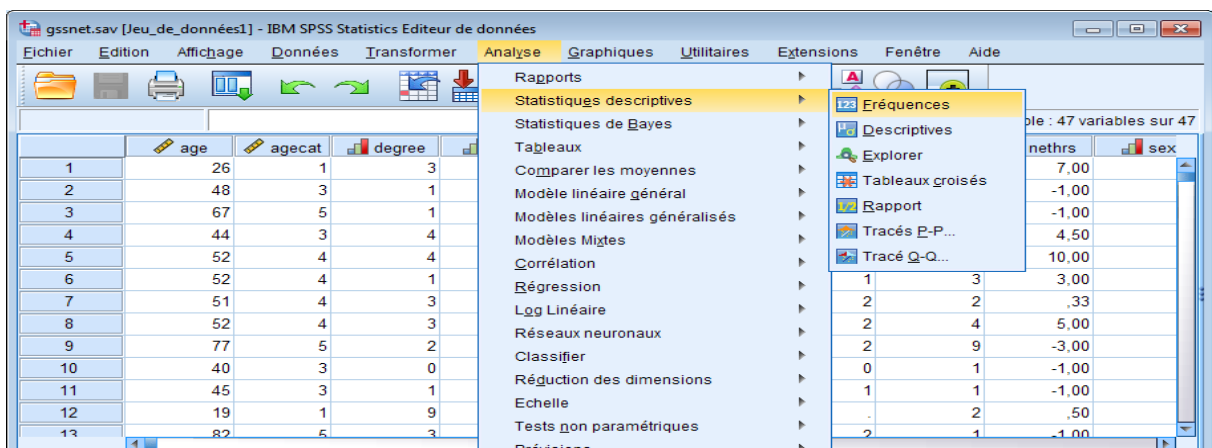 gssnet.sav [Jeu_de_données1] - IBM SPSS Statistics Editeur de données
Fichier Edition Affichage Données Transformer Analyse Graphiques Utilitaires Extensions Fenêtre Aide
Rapports
Statistiques descriptives
Statistiques de Bayes
Tableaux
Comparer les moyennes
Modèle linéaire général
Modèles linéaires généralisés
Modèles Mixtes
Corrélation
Régression
Log Linéaire
Réseaux neuronaux
Classifier
Réduction des dimensions
Echelle
Tests non paramétriques
Fréquences
Descriptives
Explorer
Tableaux croisés
Rapport
Tracés P-P...
Tracé Q-Q...
ble : 47 variables sur 47
age agecat degree nethrs sex
1 26 1 3 7,00
2 48 3 1 -1,00
3 67 5 1 -1,00
4 44 3 4 4,50
5 52 4 4 10,00
6 52 4 1 1 3 3,00
7 51 4 3 2 2 ,33
8 52 4 3 2 4 5,00
9 77 5 2 2 9 -3,00
10 40 3 0 0 1 -1,00
11 45 3 1 1 1 -1,00
12 19 1 9 . 2 ,50
13 82 5 3 2 1 -1,00